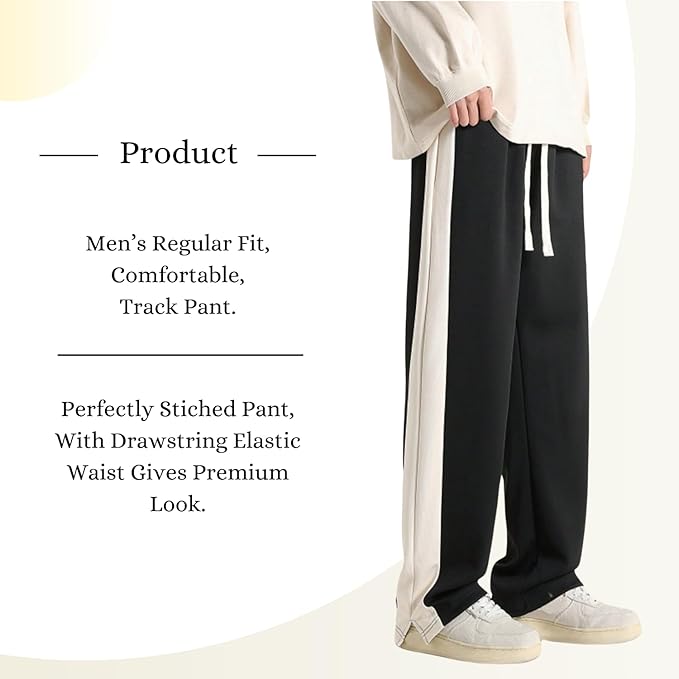 Product
Men’s Regular Fit,
Comfortable,
Track Pant.
Perfectly Stiched Pant,
With Drawstring Elastic
Waist Gives Premium
Look.